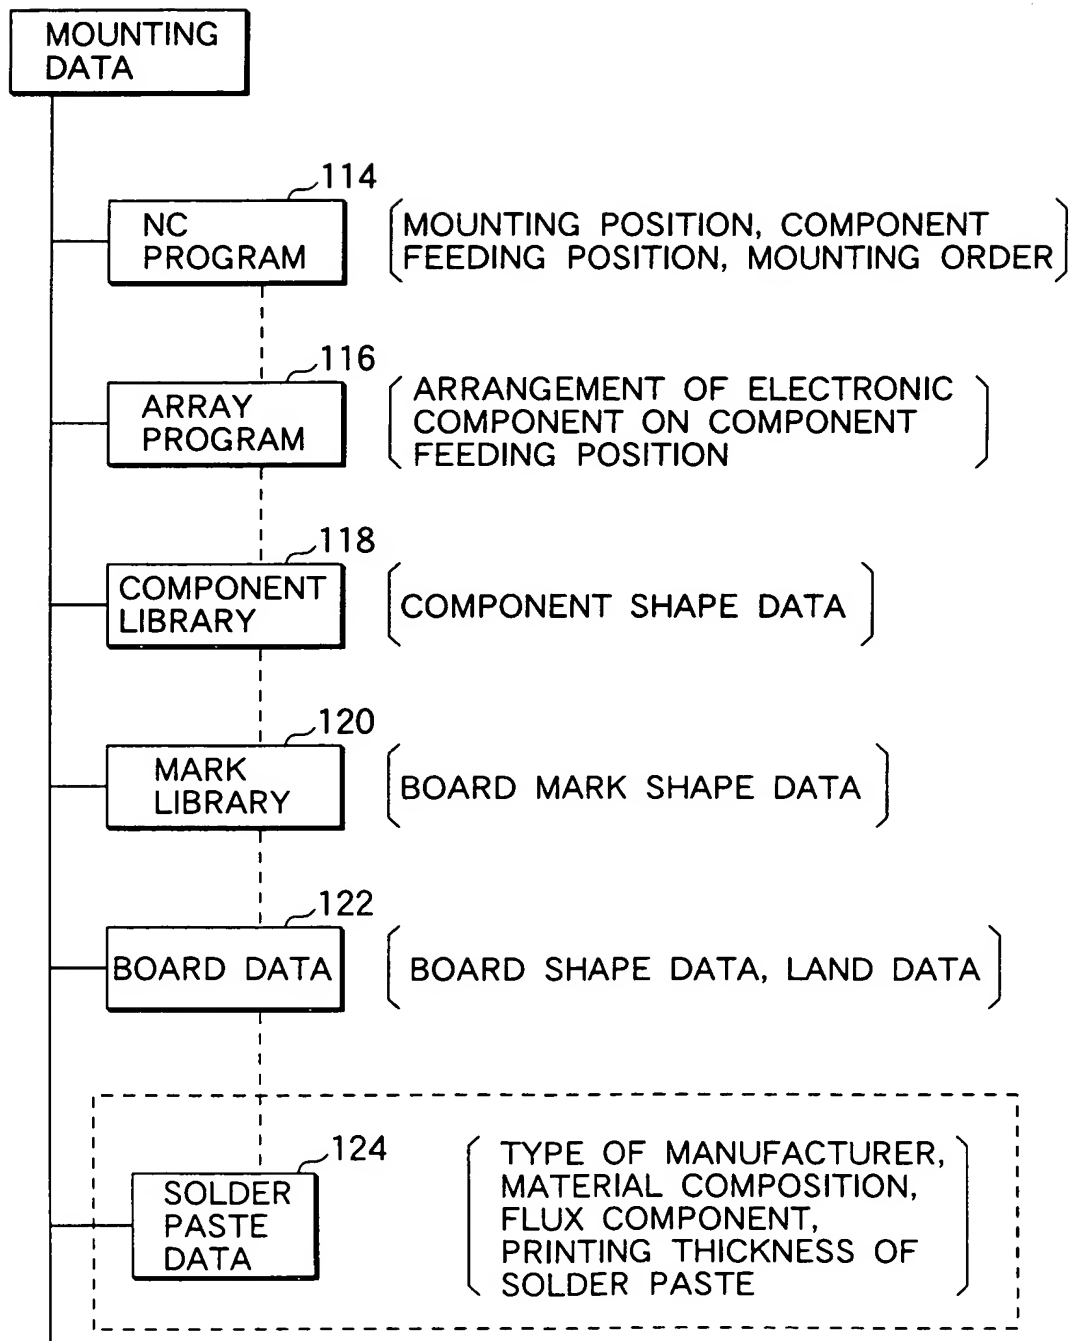 MOUNTING
DATA
114
NC
PROGRAM
MOUNTING POSITION, COMPONENT
FEEDING POSITION, MOUNTING ORDER
116
ARRAY
PROGRAM
ARRANGEMENT OF ELECTRONIC
COMPONENT ON COMPONENT
FEEDING POSITION
118
COMPONENT
LIBRARY
COMPONENT SHAPE DATA
120
MARK
LIBRARY
BOARD MARK SHAPE DATA
122
BOARD DATA
BOARD SHAPE DATA, LAND DATA
124
SOLDER
PASTE
DATA
TYPE OF MANUFACTURER,
MATERIAL COMPOSITION,
FLUX COMPONENT,
PRINTING THICKNESS OF
SOLDER PASTE